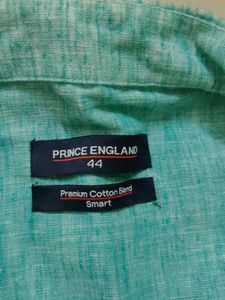 PRINCE ENGLAND
44
Premium Cotton Blend
Smart